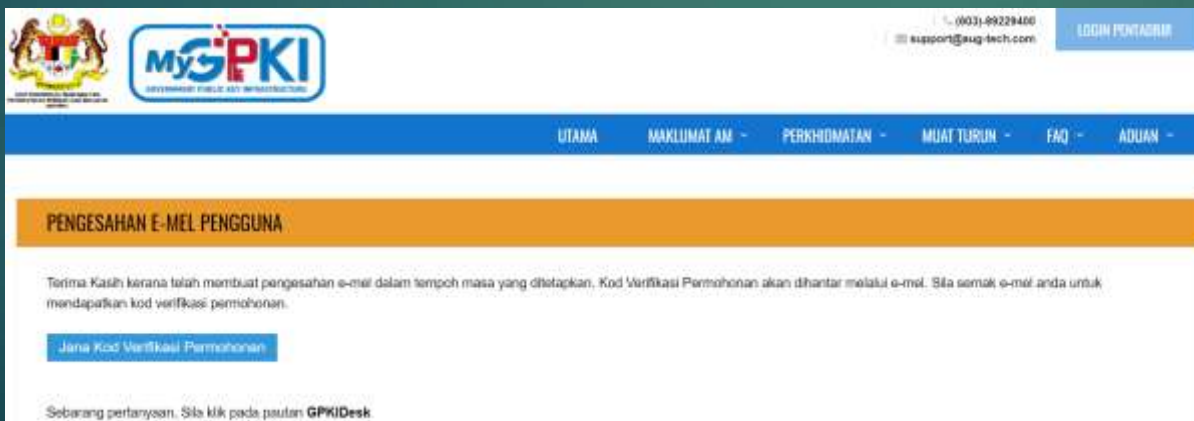 (603)-89229400
support@aug-tech.com
LOGIN PENTADBIR
MyGPKI
GOVERNMENT PUBLIC KEY INFRASTRUCTURE
UTAMA MAKLUMAT AM PERKHIDMATAN MUAT TURUN FAQ ADUAN
PENGESAHAN E-MEL PENGGUNA
Terima Kasih kerana telah membuat pengesahan e-mel dalam tempoh masa yang ditetapkan. Kod Verifikasi Permohonan akan dihantar melalui e-mel. Sila semak e-mel anda untuk
mendapatkan kod verifikasi permohonan.
Jana Kod Verifikasi Permohonan
Sebarang pertanyaan. Sila klik pada pautan GPKIDesk